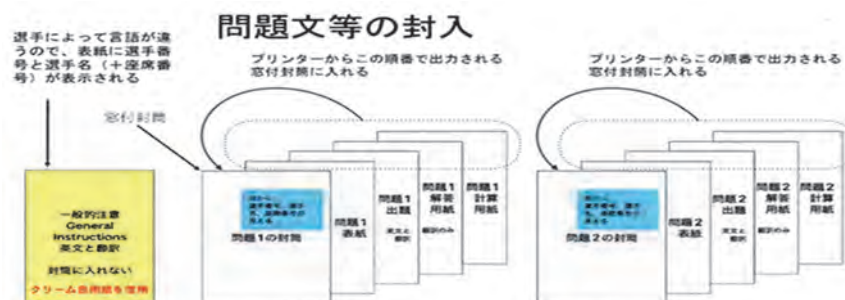 問題文等の封入
選手によって言語が違
うので、表紙に選手番
号と選手名(+座席番
号)が表示される
窓付封筒
プリンターからこの順番で出力される
窓付封筒に入れる
プリンターからこの順番で出力される
窓付封筒に入れる
一般的注意
General
Instructions
英文と翻訳
封筒に入れない
クリーム色用紙を使用
問題1の封筒
問題1
表紙
問題1
出題
英文と
翻訳
問題1
解答
用紙
翻訳のみ
問題1
計算
用紙
問題2の封筒
問題2
表紙
問題2
出題
英文と
翻訳
問題2
解答
用紙
翻訳のみ
問題2
計算
用紙